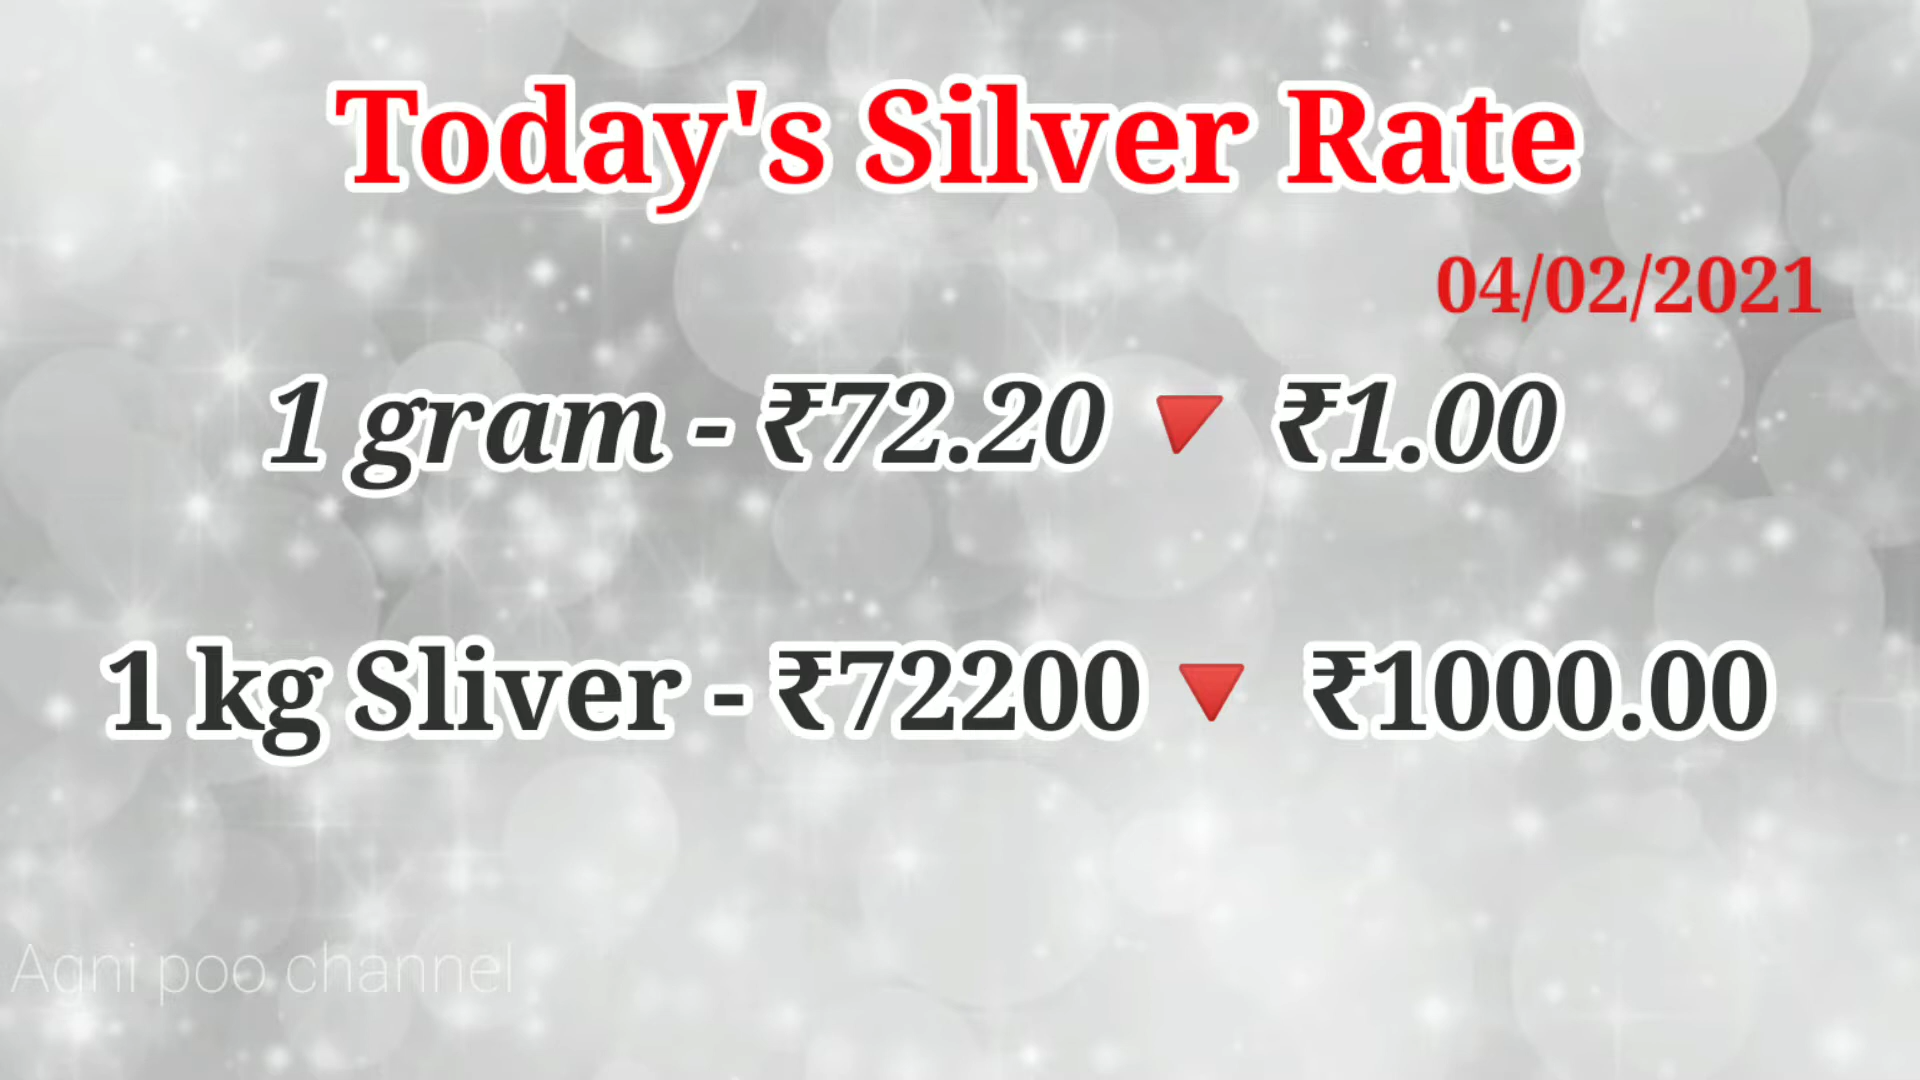 Today's Silver Rate
04/02/2021
1 gram - ₹72.20 🔻 ₹1.00
1 kg Sliver - ₹72200 🔻 ₹1000.00
Agni poo channel